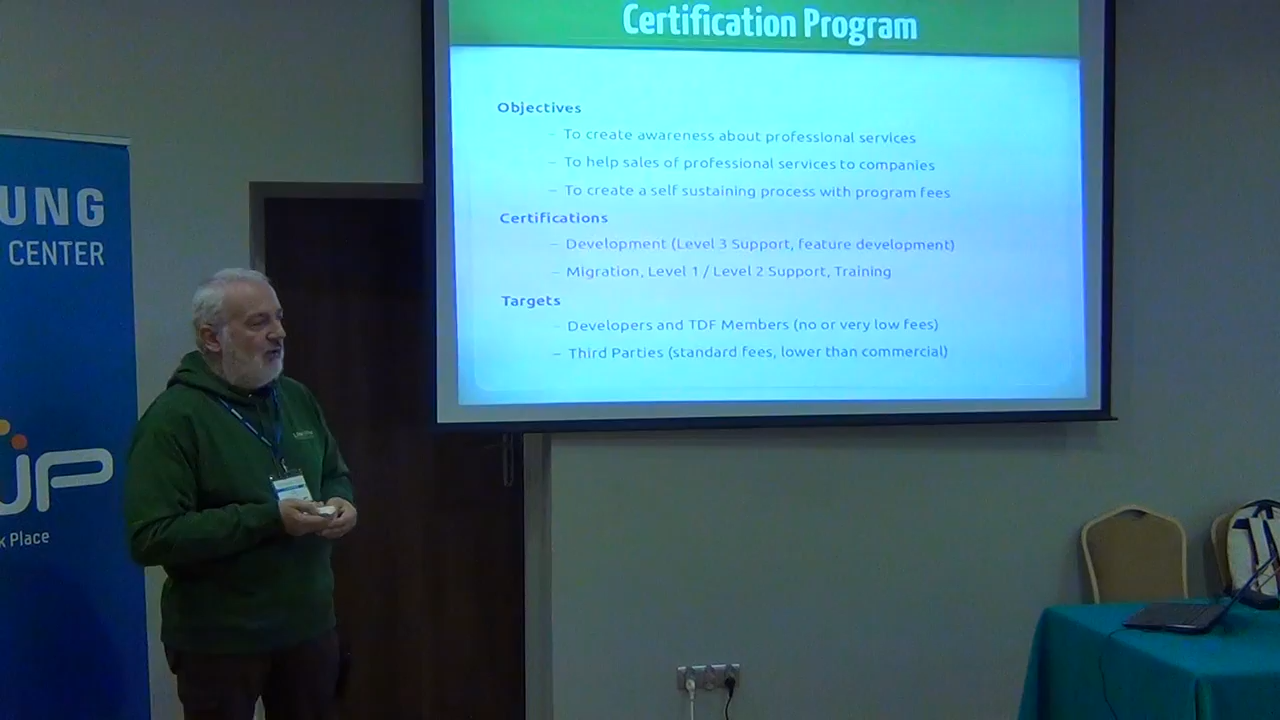 Certification Program
Objectives
– To create awareness about professional services
– To help sales of professional services to companies
– To create a self sustaining process with program fees
Certifications
– Development (Level 3 Support, feature development)
– Migration, Level 1 / Level 2 Support, Training
Targets
– Developers and TDF Members (no or very low fees)
– Third Parties (standard fees, lower than commercial)
UNG
CENTER
UP
k Place